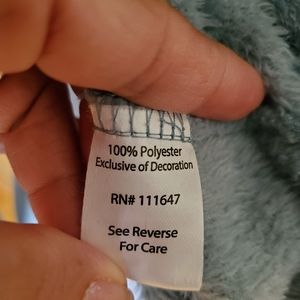 100% Polyester
Exclusive of Decoration
RN# 111647
See Reverse
For Care